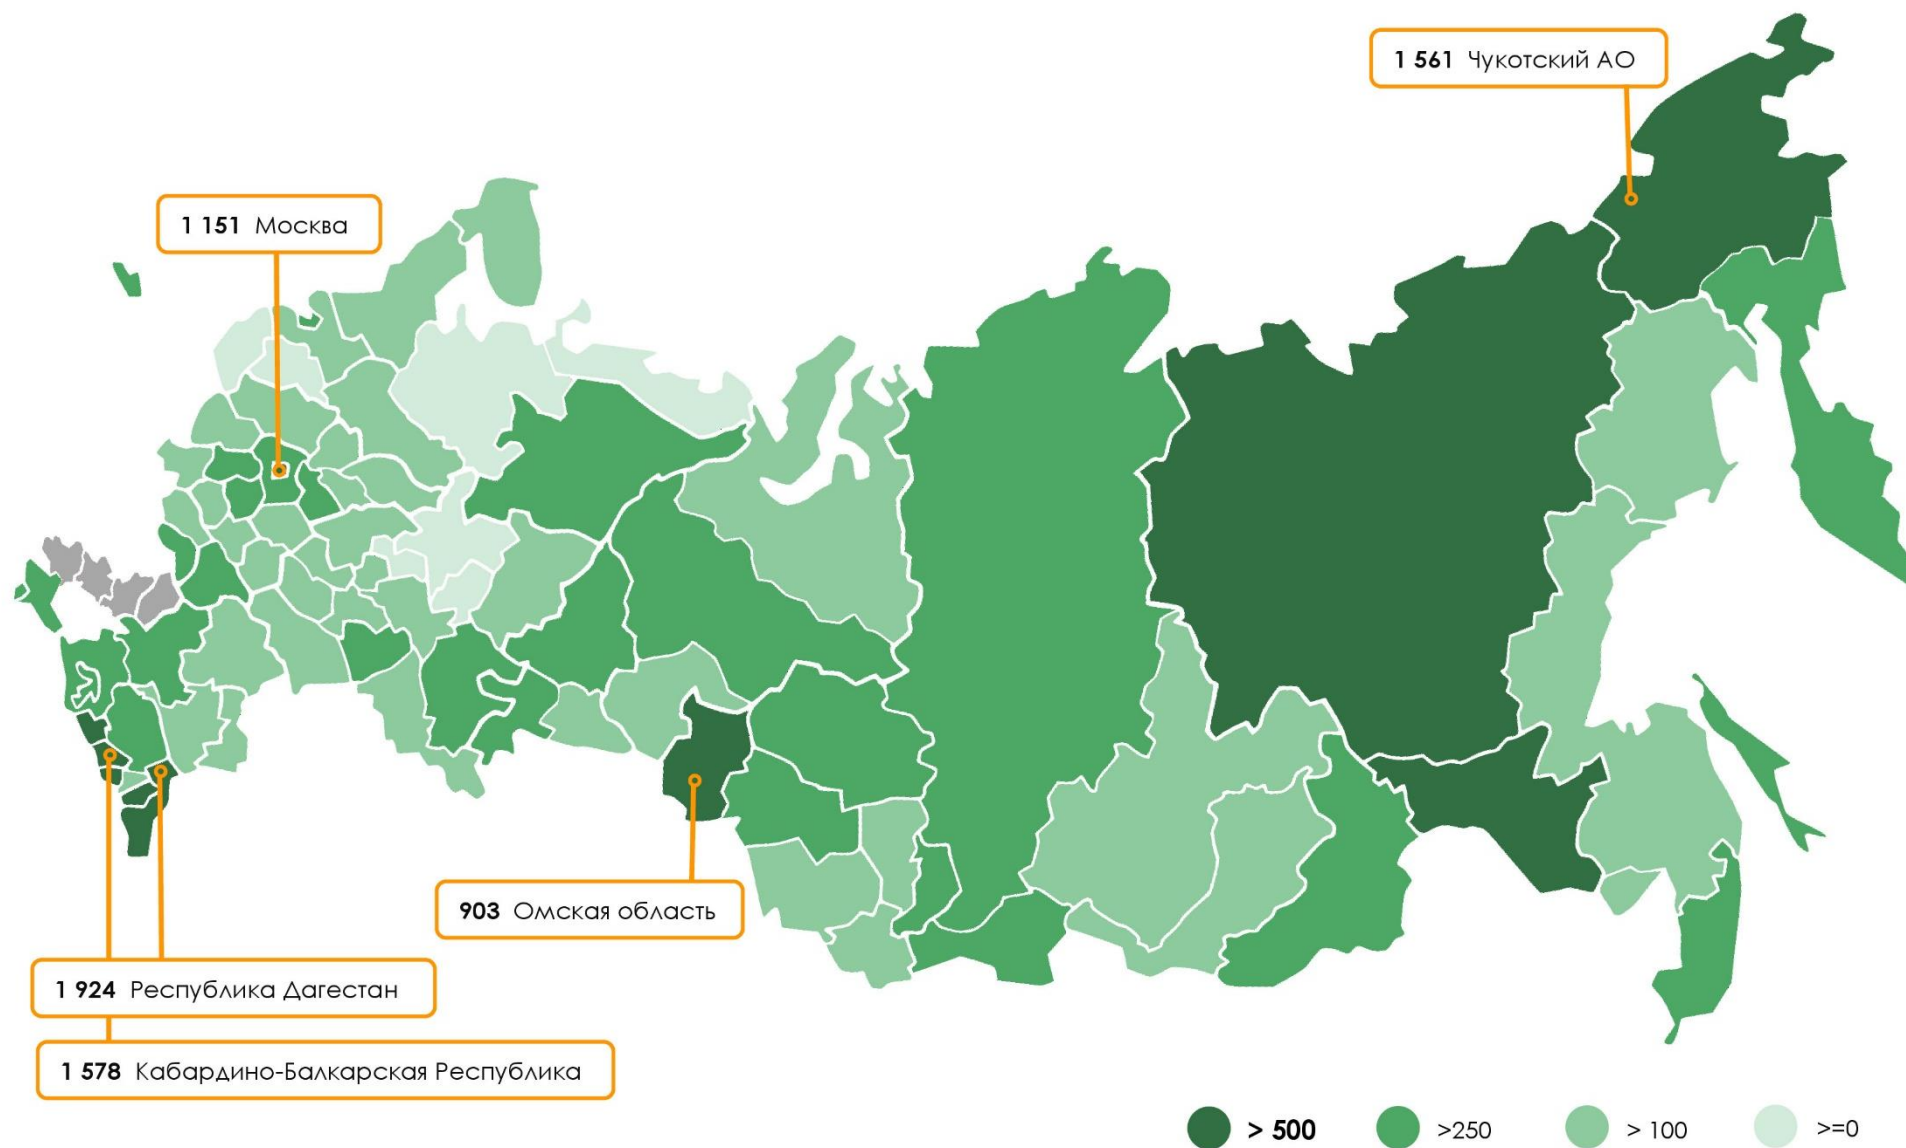 1 561 Чукотский АО
1 151 Москва
903 Омская область
1 924 Республика Дагестан
1 578 Кабардино-Балкарская Республика
> 500
>250
> 100
>=0